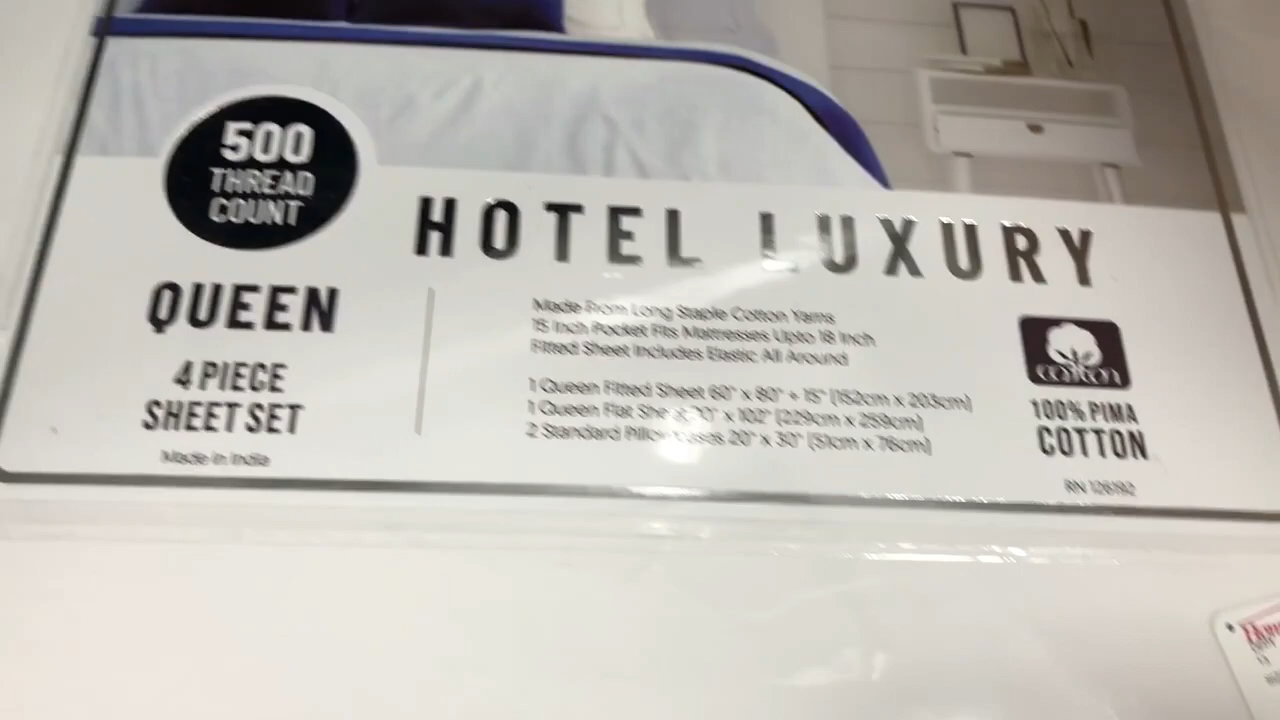 500
THREAD
COUNT
HOTEL LUXURY
QUEEN
4 PIECE
SHEET SET
Made In India
Made From Long Staple Cotton Yarns
15 Inch Pocket Fits Mattresses Upto 18 Inch
Fitted Sheet Includes Elastic All Around
1 Queen Fitted Sheet 60" x 80" + 15" (152cm x 203cm)
1 Queen Flat Sheet 90" x 102" (229cm x 259cm)
2 Standard Pillow 20" x 30" (51cm x 76cm)
cotton
100% PIMA
COTTON
RN 128192